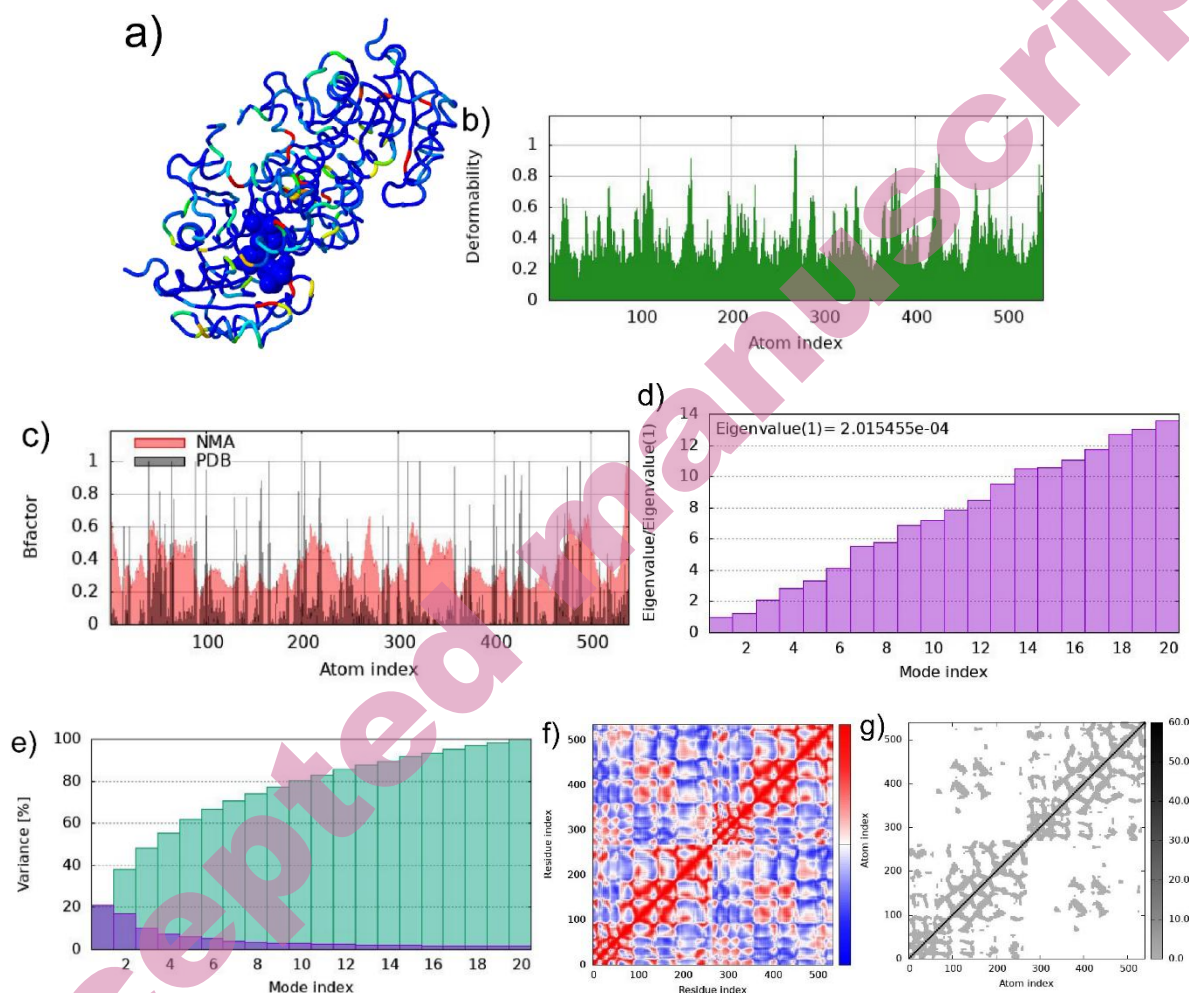 a)
b)
Deformability
1
0.8
0.6
0.4
0.2
0
100 200 300 400 500
Atom index
c)
NMA
PDB
Bfactor
1
0.8
0.6
0.4
0.2
0
100 200 300 400 500
Atom index
d)
Eigenvalue/Eigenvalue(1)
Eigenvalue(1)= 2.015455e-04
14
12
10
8
6
4
2
0
2 4 6 8 10 12 14 16 18 20
Mode index
e)
Variance [%]
100
80
60
40
20
0
2 4 6 8 10 12 14 16 18 20
Mode index
f)
Residue index
500
400
300
200
100
0
0 100 200 300 400 500
Residue index
g)
Atom index
500
400
300
200
100
0
0 100 200 300 400 500
Atom index
60.0
50.0
40.0
30.0
20.0
10.0
0.0
cepted manuscrip